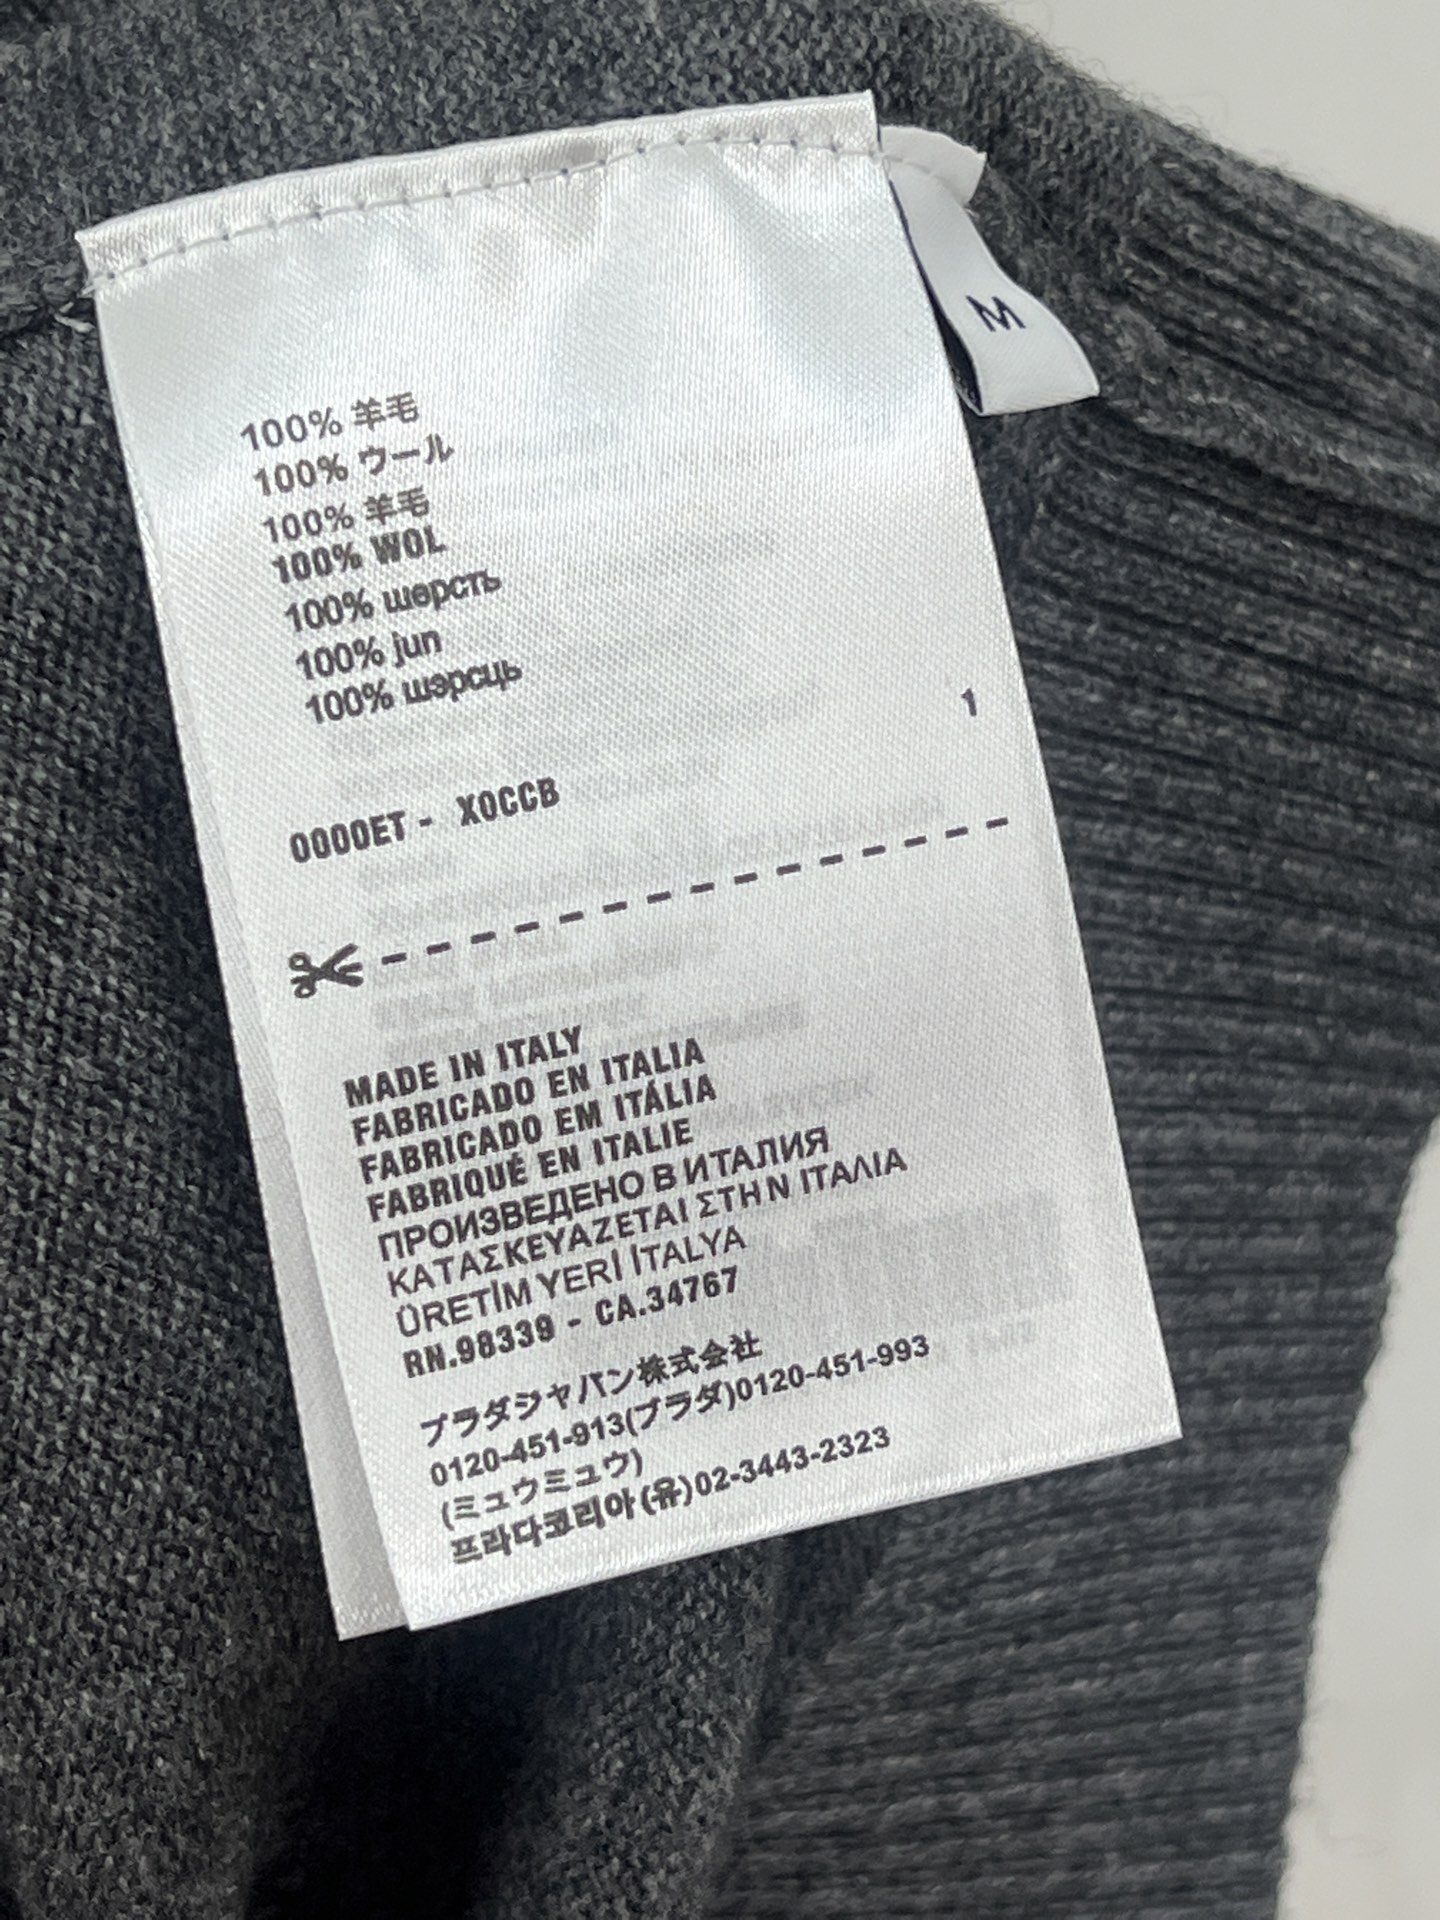 M
100% 羊毛
100% ウール
100% 羊毛
100% WOL
100% шерсть
100% jun
100% шэрсць
1
0000ET - X0CCB
MADE IN ITALY
FABRICADO EN ITALIA
FABRICADO EM ITÁLIA
FABRIQUÉ EN ITALIE
ПРОИЗВЕДЕНО В ИТАЛИЯ
ΚΑΤΑΣΚΕΥΑΖΕΤΑΙ ΣΤΗ Ν ΙΤΑΛΙΑ
ÜRETİM YERİ İTALYA
RN.98339 - CA.34767
プラダジャパン株式会社
0120-451-913(プラダ)0120-451-993
(ミュウミュウ)
프라다코리아(유)02-3443-2323